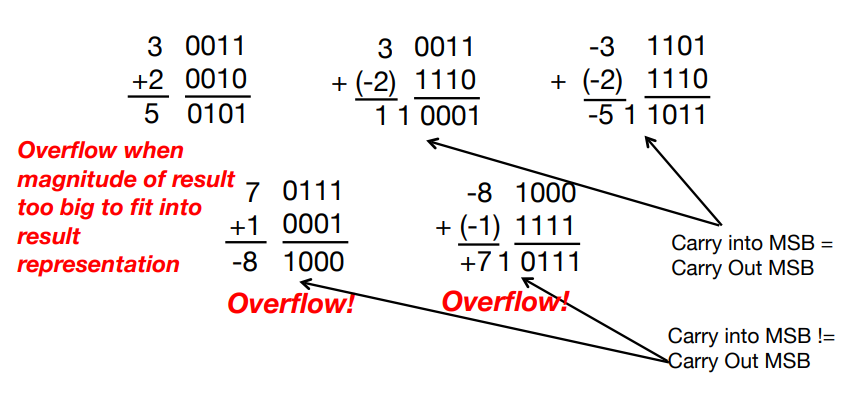 3 0011
+2 0010
5 0101
3 0011
+ (-2) 1110
1 1 0001
-3 1101
+ (-2) 1110
-5 1 1011
Overflow when
magnitude of result
too big to fit into
result
representation
7 0111
+1 0001
-8 1000
Overflow!
-8 1000
+ (-1) 1111
+7 1 0111
Overflow!
Carry into MSB =
Carry Out MSB
Carry into MSB !=
Carry Out MSB